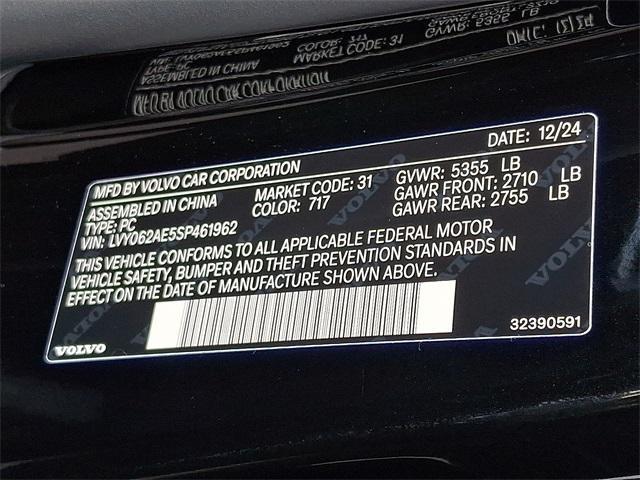 MFD BY VOLVO CAR CORPORATION
DATE: 12/24
ASSEMBLED IN CHINA
MARKET CODE: 31
GVWR: 5355 LB
TYPE: PC
COLOR: 717
GAWR FRONT: 2710 LB
VIN: LVY062AE5SP461962
GAWR REAR: 2755 LB
THIS VEHICLE CONFORMS TO ALL APPLICABLE FEDERAL MOTOR
VEHICLE SAFETY, BUMPER AND THEFT PREVENTION STANDARDS IN
EFFECT ON THE DATE OF MANUFACTURE SHOWN ABOVE.
VOLVO
32390591